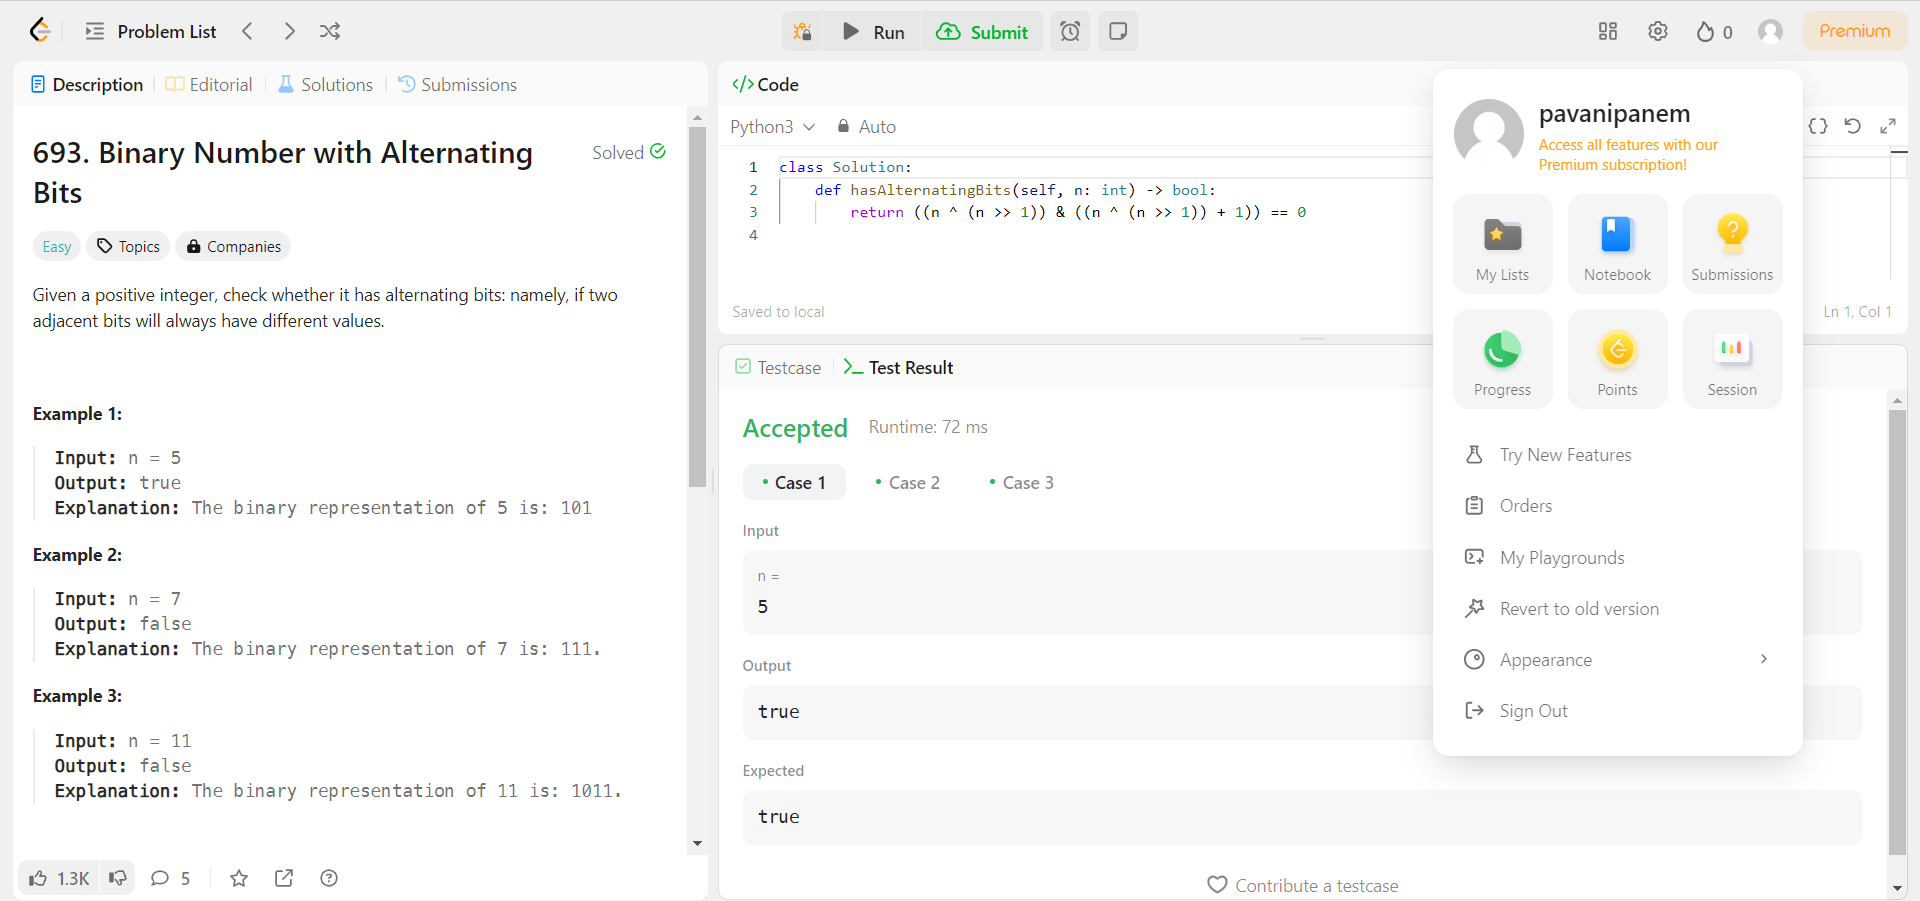 Problem List
Run
Submit
0
Premium
Description
Editorial
Solutions
Submissions
693. Binary Number with Alternating
Bits
Solved
Easy
Topics
Companies
Given a positive integer, check whether it has alternating bits: namely, if two
adjacent bits will always have different values.
Example 1:
Input: n = 5
Output: true
Explanation: The binary representation of 5 is: 101
Example 2:
Input: n = 7
Output: false
Explanation: The binary representation of 7 is: 111.
Example 3:
Input: n = 11
Output: false
Explanation: The binary representation of 11 is: 1011.
1.3K
5
</> Code
Python3
Auto
1 class Solution:
2 def hasAlternatingBits(self, n: int) -> bool:
3 return ((n ^ (n >> 1)) & ((n ^ (n >> 1)) + 1)) == 0
4
Saved to local
Ln 1, Col 1
Testcase
Test Result
Accepted
Runtime: 72 ms
• Case 1
• Case 2
• Case 3
Input
n =
5
Output
true
Expected
true
Contribute a testcase
pavanipanem
Access all features with our
Premium subscription!
My Lists
Notebook
Submissions
Progress
Points
Session
Try New Features
Orders
My Playgrounds
Revert to old version
Appearance
Sign Out